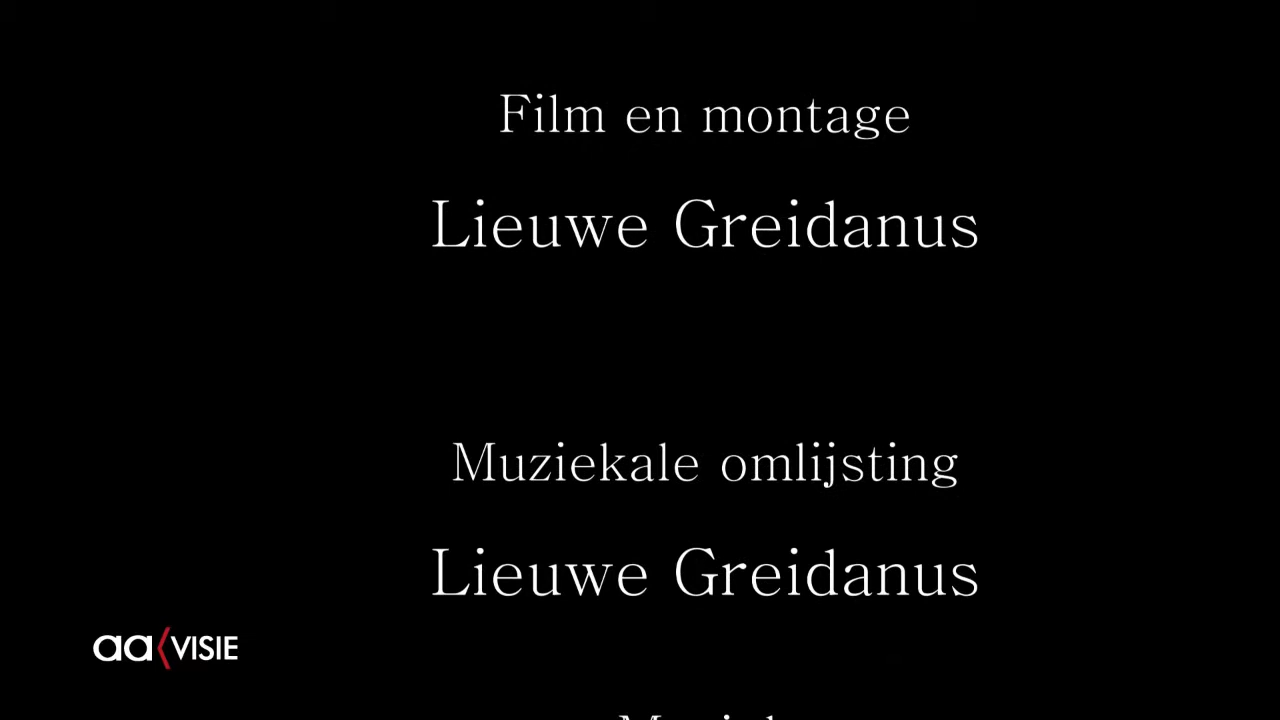 Film en montage
Lieuwe Greidanus
Muziekale omlijsting
Lieuwe Greidanus
aa VISIE